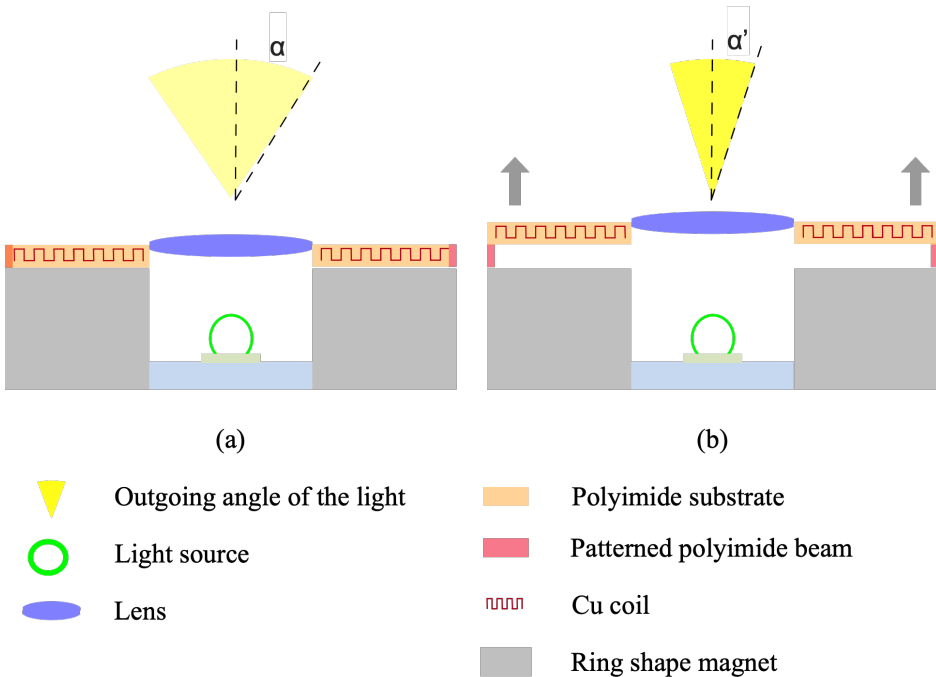 α
α’
(a)
(b)
Outgoing angle of the light
Light source
Lens
Polyimide substrate
Patterned polyimide beam
Cu coil
Ring shape magnet